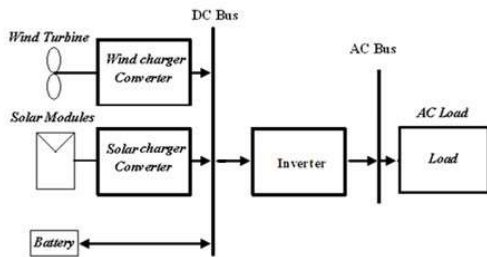 DC Bus
Wind Turbine
Wind charger
Converter
AC Bus
Solar Modules
AC Load
Solar charger
Converter
Inverter
Load
Battery